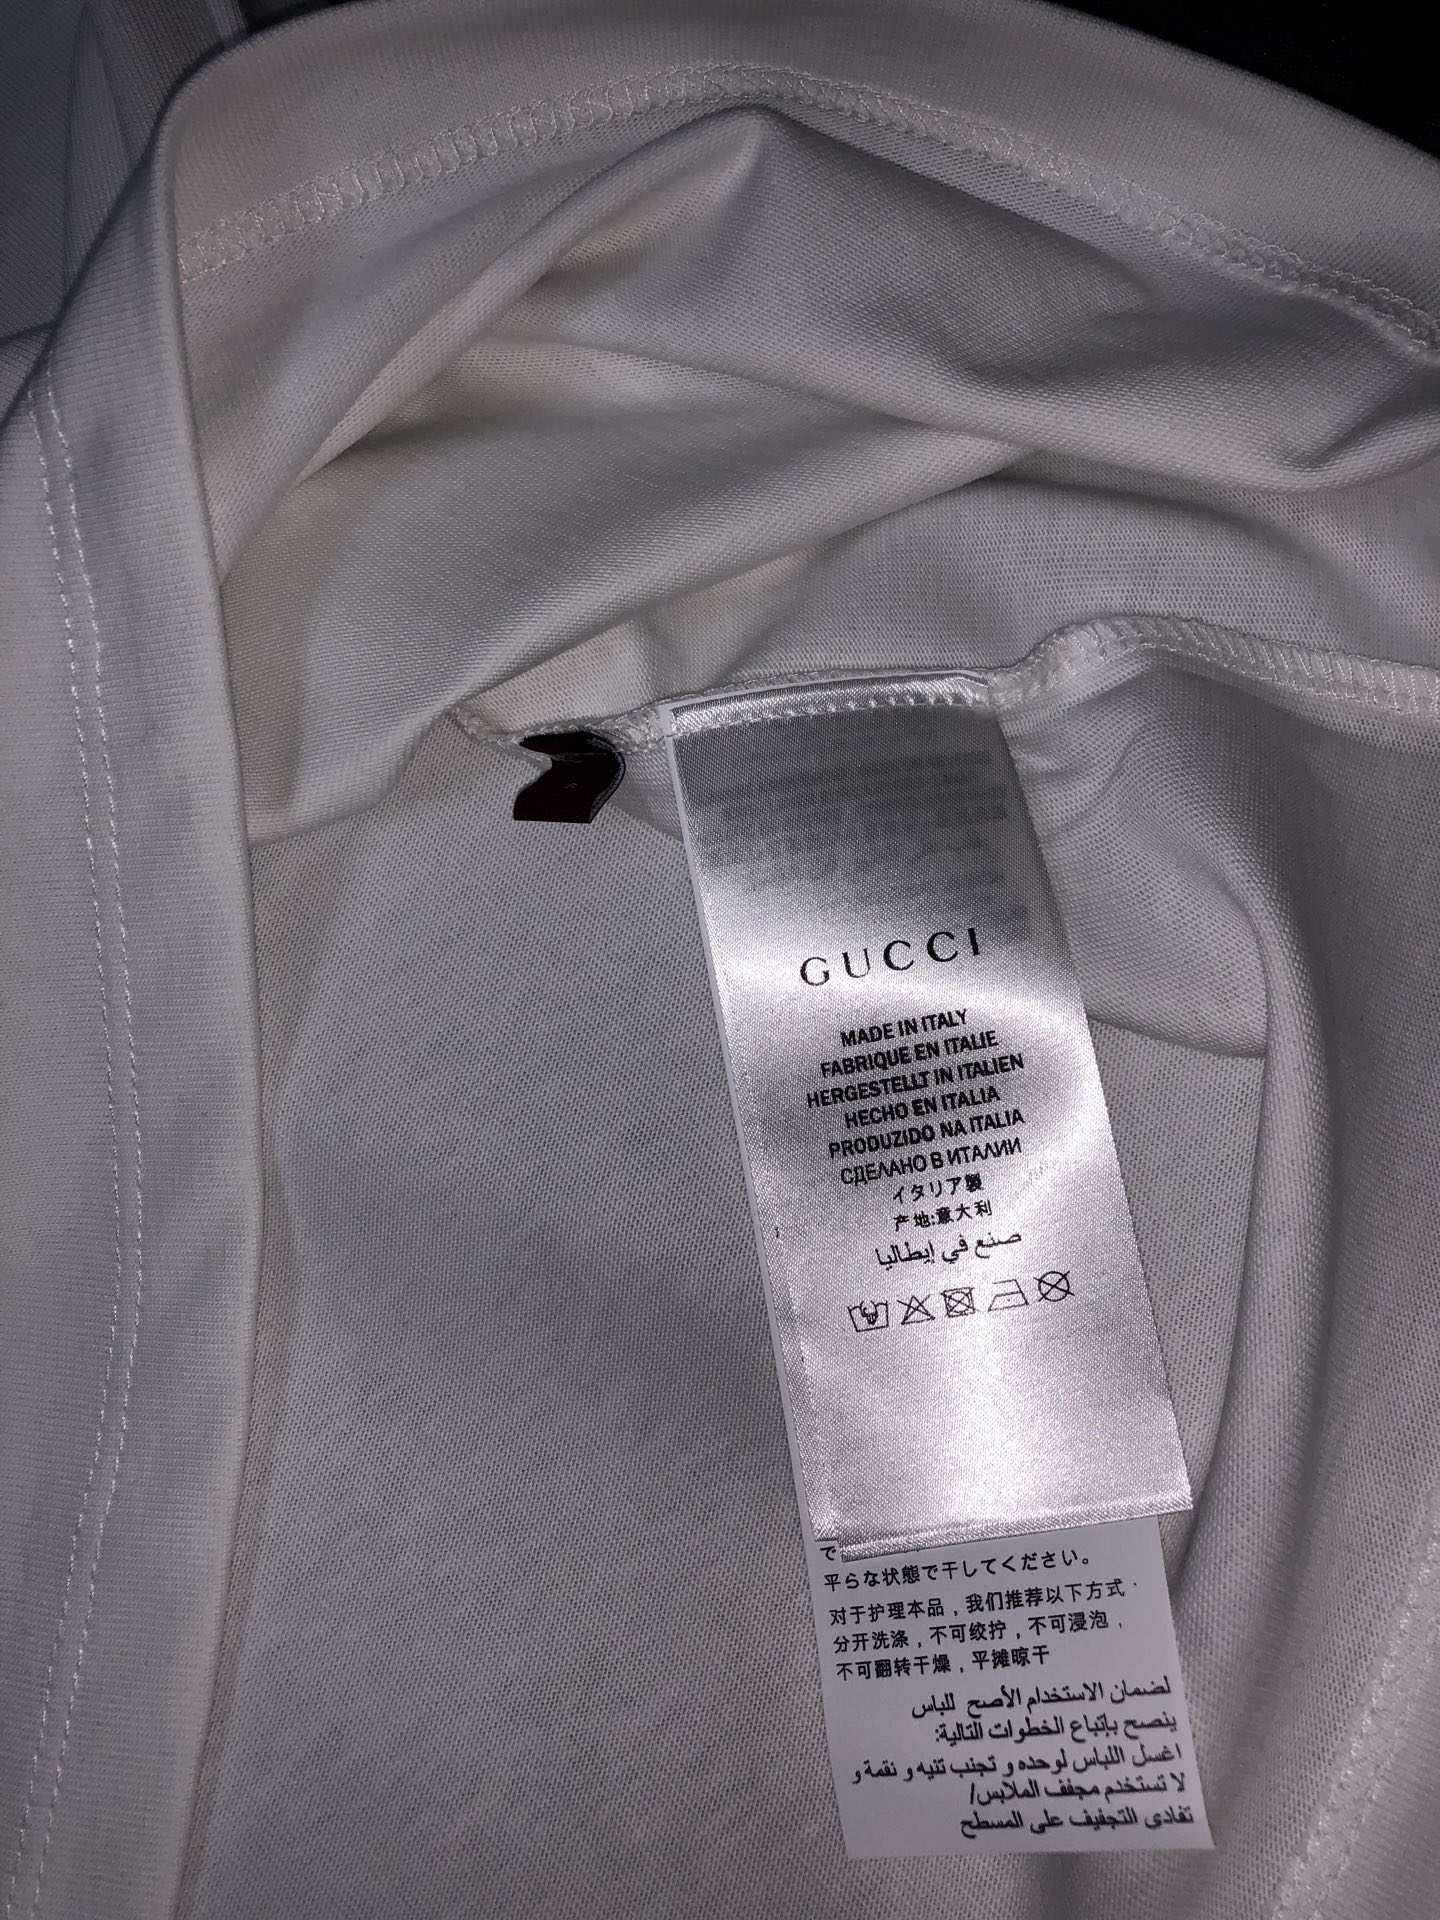 GUCCI
MADE IN ITALY
FABRIQUE EN ITALIE
HERGESTELLT IN ITALIEN
HECHO EN ITALIA
PRODUZIDO NA ITALIA
СДЕЛАНО В ИТАЛИИ
イタリア製
产地:意大利
صنع في إيطاليا
で
平らな状態で干してください。
对于护理本品，我们推荐以下方式·
分开洗涤，不可绞拧，不可浸泡，
不可翻转干燥，平摊晾干
لضمان الاستخدام الأصح للباس
ينصح بإتباع الخطوات التالية:
اغسل اللباس لوحده و تجنب تنيه و نقمة و
لا تستخدم مجفف الملابس/
تفادى التجفيف على المسطح